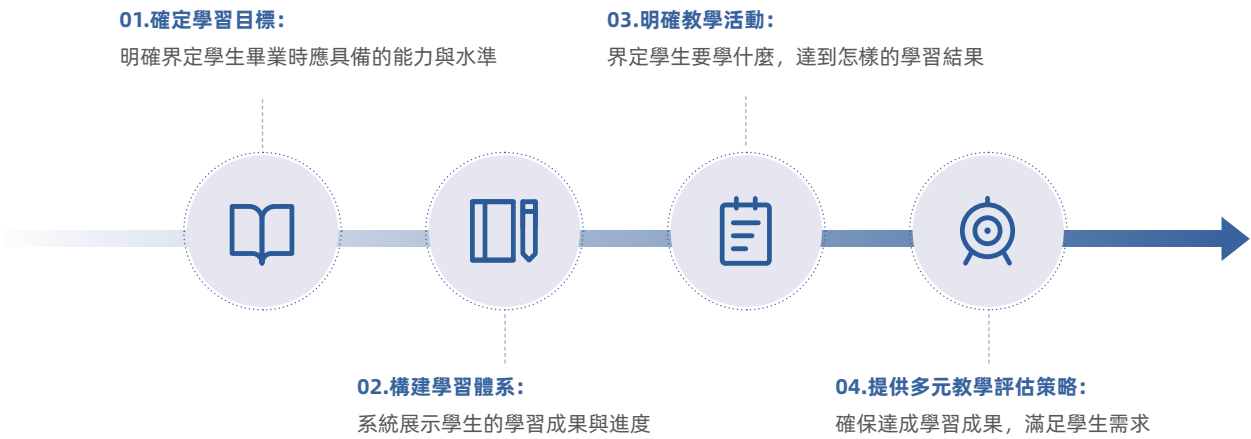 01.確定學習目標：
明確界定學生畢業時應具備的能力與水準
02.構建學習體系：
系統展示學生的學習成果與進度
03.明確教學活動：
界定學生要學什麼，達到怎樣的學習結果
04.提供多元教學評估策略：
確保達成學習成果，滿足學生需求